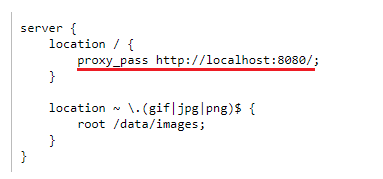 server {
    location / {
        proxy_pass http://localhost:8080/;
    }

    location ~ \.(gif|jpg|png)$ {
        root /data/images;
    }
}